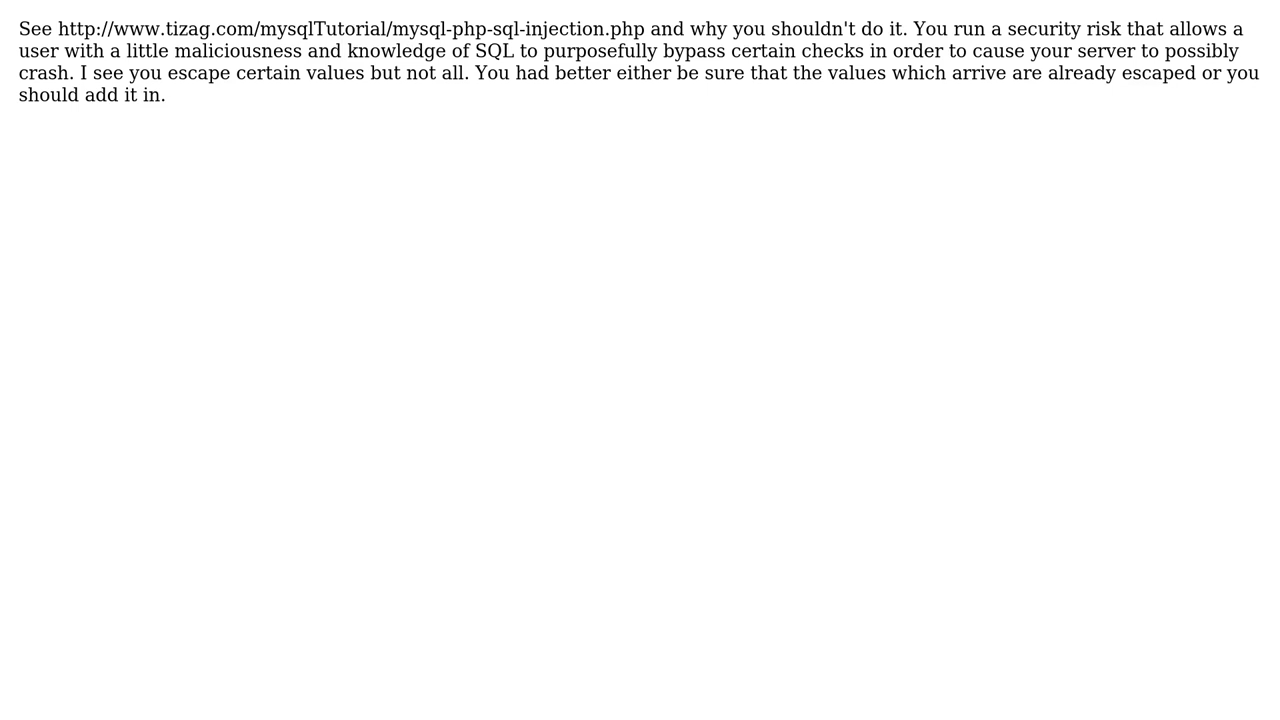 See http://www.tizag.com/mysqlTutorial/mysql-php-sql-injection.php and why you shouldn't do it. You run a security risk that allows a
user with a little maliciousness and knowledge of SQL to purposefully bypass certain checks in order to cause your server to possibly
crash. I see you escape certain values but not all. You had better either be sure that the values which arrive are already escaped or you
should add it in.